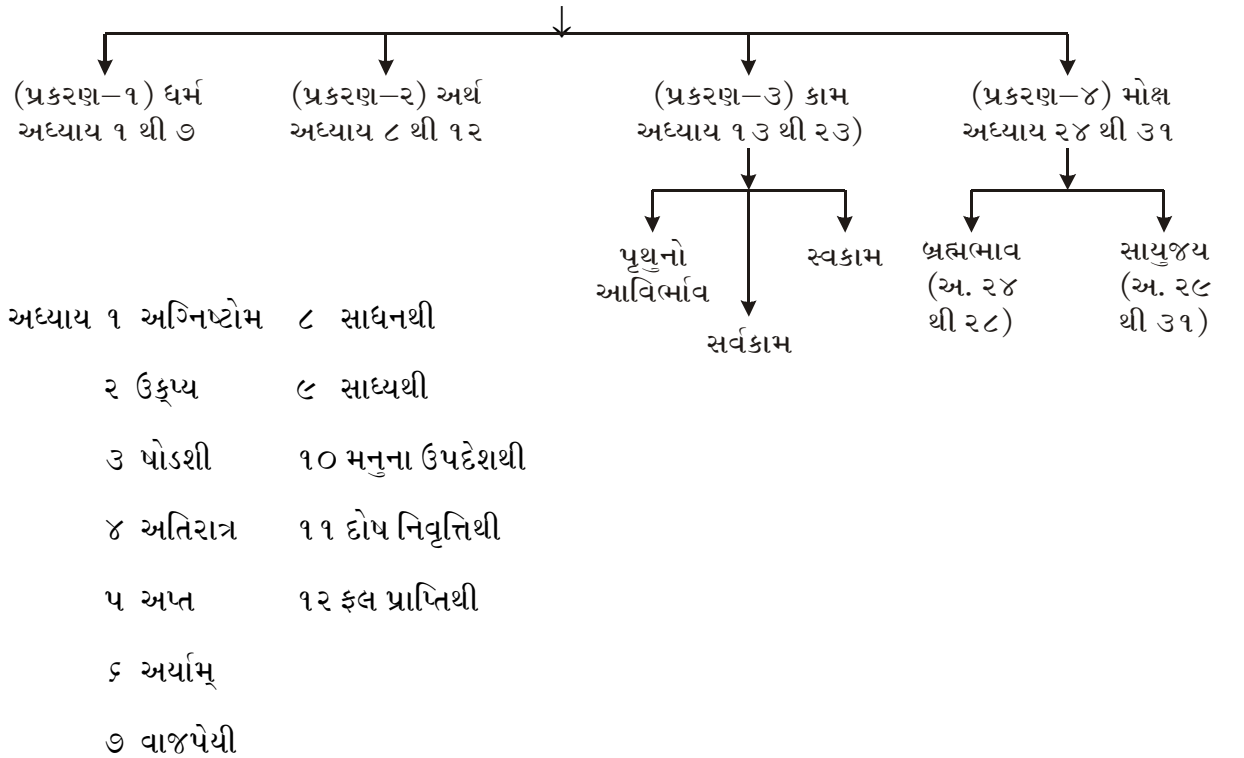 (પ્રકરણ–૧) ધર્મ
અધ્યાય ૧ થી ૭
(પ્રકરણ–૨) અર્થ
અધ્યાય ૮ થી ૧૨
(પ્રકરણ–૩) કામ
અધ્યાય ૧૩ થી ૨૩)
(પ્રકરણ–૪) મોક્ષ
અધ્યાય ૨૪ થી ૩૧
પૃથુનો
આવિર્ભાવ
સર્વકામ
સ્વકામ
બ્રહ્મભાવ
(અ. ૨૪
થી ૨૮)
સાયુજય
(અ. ૨૯
થી ૩૧)
અધ્યાય ૧ અગ્નિષ્ટોમ ૮ સાધનથી
૨ ઉક્પ્ય ૯ સાધ્યથી
૩ ષોડશી ૧૦ મનુના ઉપદેશથી
૪ અતિરાત્ર ૧૧ દોષ નિવૃત્તિથી
૫ અપ્ત ૧૨ ફલ પ્રાપ્તિથી
૬ અર્યામ્
૭ વાજપેયી